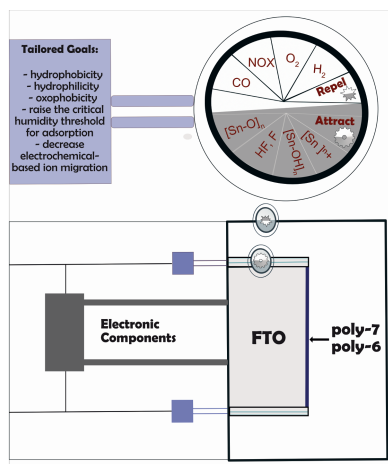 Tailored Goals:
- hydrophobicity
- hydrophilicity
- oxophobicity
- raise the critical
humidity threshold
for adsorption
- decrease
electrochemical-
based ion migration
CO
NOX
O2
H2
Repel
Attract
[Sn-O]n
HF, F-
[Sn-OH]n
[Sn ]n+
Electronic
Components
FTO
poly-7
poly-6